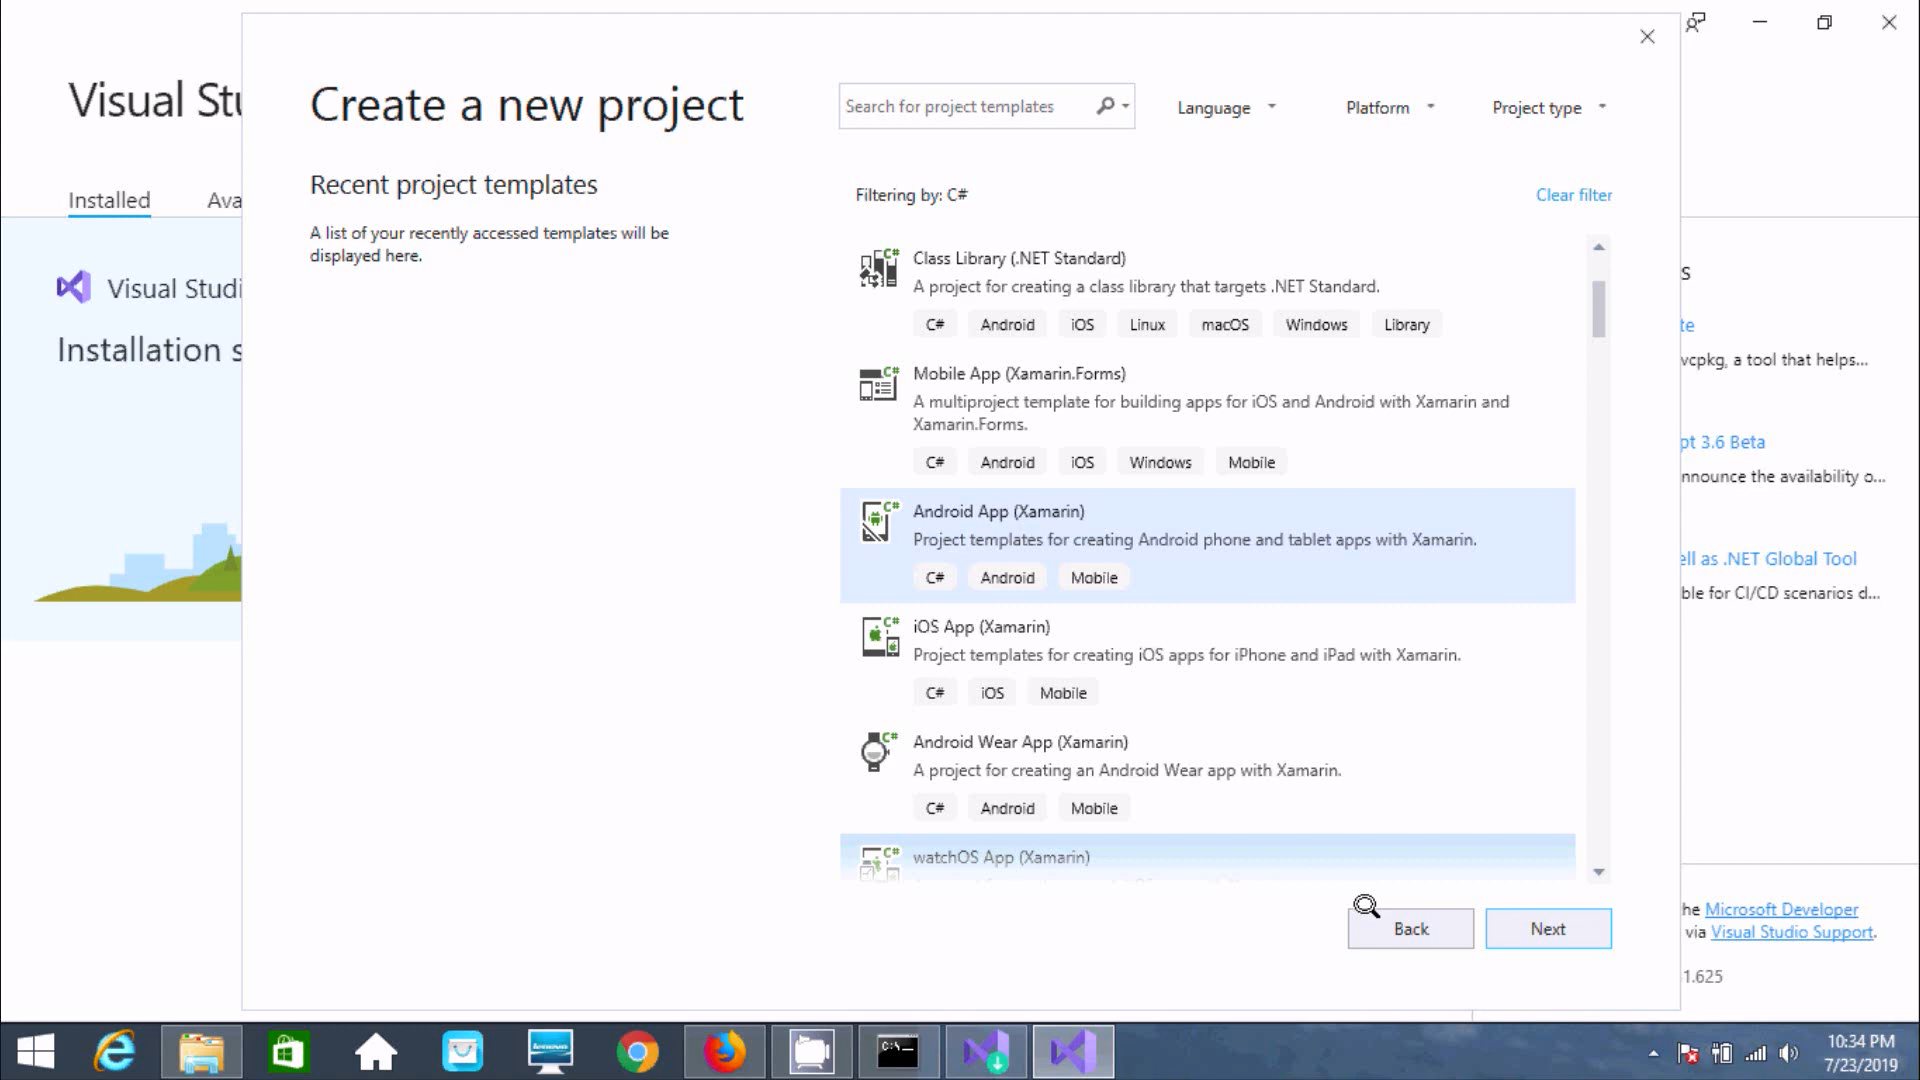 Visual Stu
Installed
Ava
Visual Studi
Installation s
Create a new project
Search for project templates
Language
Platform
Project type
Recent project templates
A list of your recently accessed templates will be
displayed here.
Filtering by: C#
Clear filter
Class Library (.NET Standard)
A project for creating a class library that targets .NET Standard.
C# Android iOS Linux macOS Windows Library
Mobile App (Xamarin.Forms)
A multiproject template for building apps for iOS and Android with Xamarin and
Xamarin.Forms.
C# Android iOS Windows Mobile
Android App (Xamarin)
Project templates for creating Android phone and tablet apps with Xamarin.
C# Android Mobile
iOS App (Xamarin)
Project templates for creating iOS apps for iPhone and iPad with Xamarin.
C# iOS Mobile
Android Wear App (Xamarin)
A project for creating an Android Wear app with Xamarin.
C# Android Mobile
watchOS App (Xamarin)
Back
Next
s
te
vcpkg, a tool that helps...
pt 3.6 Beta
nnounce the availability o...
ell as .NET Global Tool
ble for CI/CD scenarios d...
he Microsoft Developer
via Visual Studio Support.
1.625
10:34 PM
7/23/2019